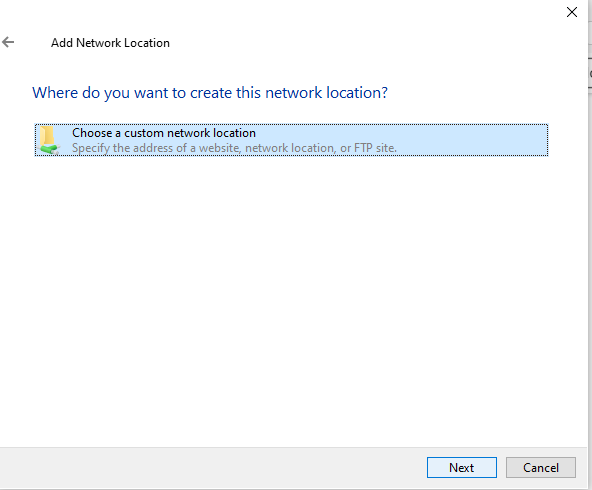 Add Network Location
Where do you want to create this network location?
Choose a custom network location
Specify the address of a website, network location, or FTP site.
Next
Cancel